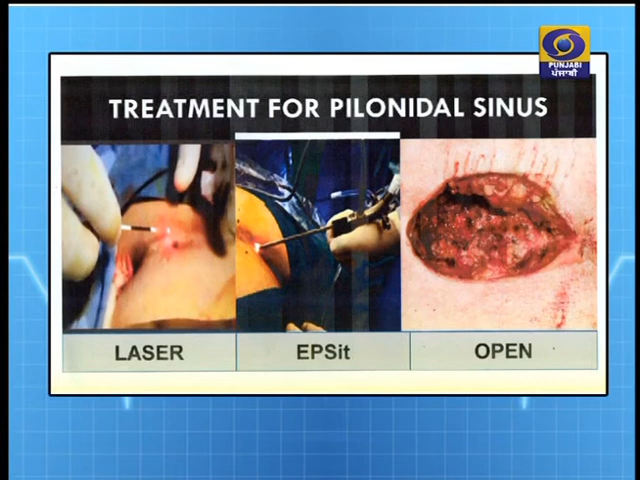 PUNJABI
ਪੰਜਾਬੀ
TREATMENT FOR PILONIDAL SINUS
LASER
EPSit
OPEN